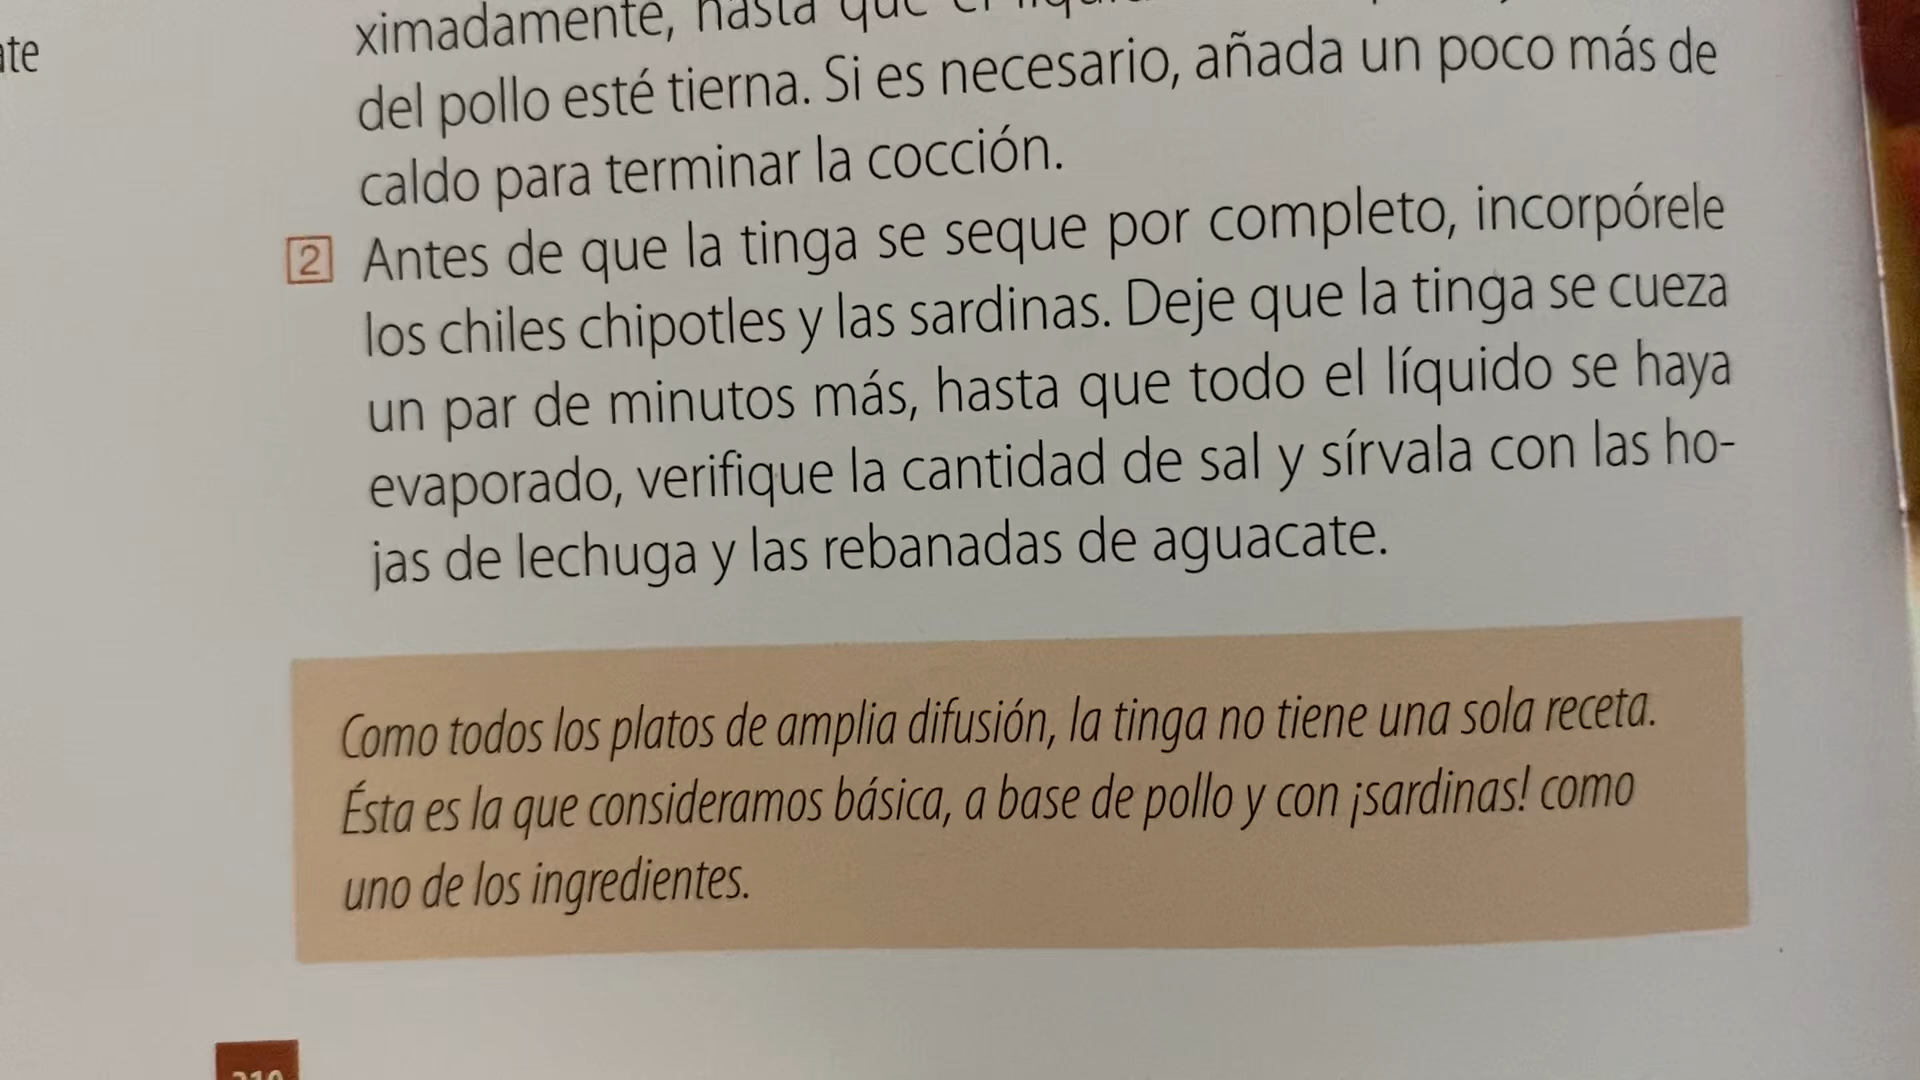 ate
ximadamente, hasta que el
del pollo esté tierna. Si es necesario, añada un poco más de
caldo para terminar la cocción.
2 Antes de que la tinga se seque por completo, incorpórele
los chiles chipotles y las sardinas. Deje que la tinga se cueza
un par de minutos más, hasta que todo el líquido se haya
evaporado, verifique la cantidad de sal y sírvala con las ho-
jas de lechuga y las rebanadas de aguacate.
Como todos los platos de amplia difusión, la tinga no tiene una sola receta.
Ésta es la que consideramos básica, a base de pollo y con ¡sardinas! como
uno de los ingredientes.